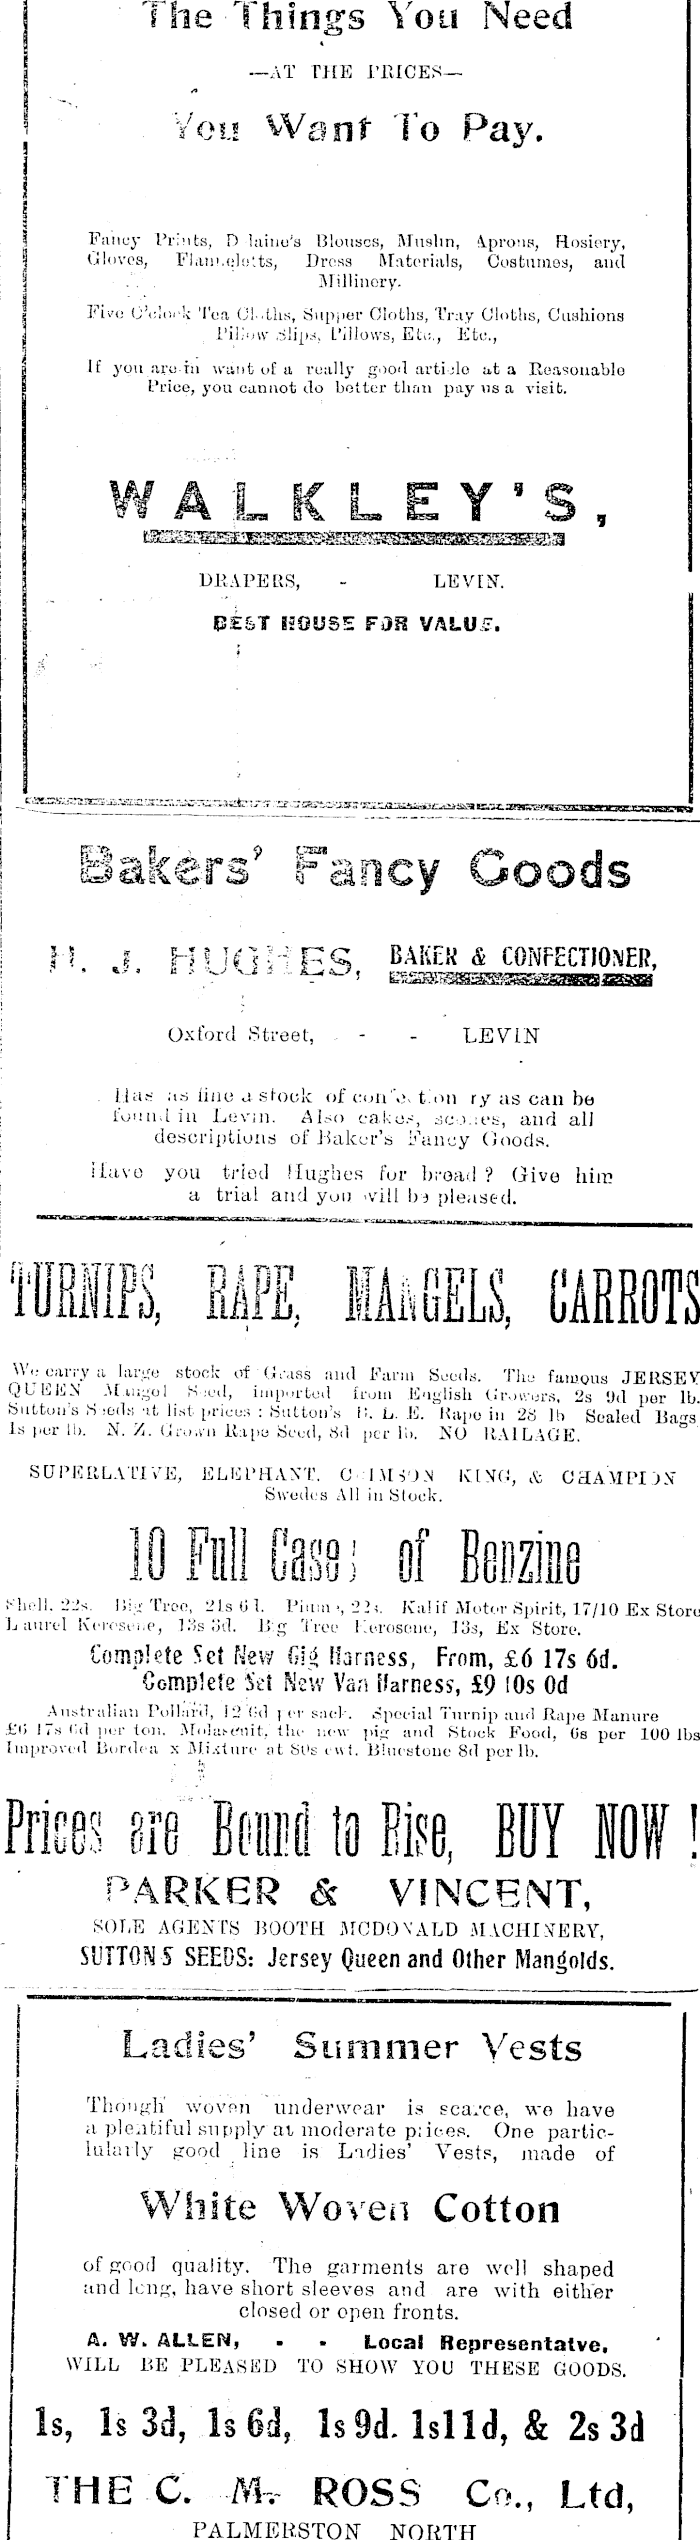 The Things You Need
—AT THE PRICES—
You Want To Pay.
Fancy Prints, D laine's Blouses, Muslin, Aprons, Hosiery,
Gloves, Flannelotts, Dress Materials, Costumes, and
Millinery.
Five O'clock Tea Cloths, Supper Cloths, Tray Cloths, Cushions
Pillow Slips, Pillows, Etc., Etc.,
If you are in want of a really good article at a Reasonable
Price, you cannot do better than pay us a visit.
WALKLEY'S,
DRAPERS, - LEVIN.
BEST HOUSE FOR VALUE.
Bakers' Fancy Goods
H. J. HUGHES, BAKER & CONFECTIONER,
Oxford Street, - - LEVIN
Has as fine a stock of confection ry as can be
found in Levin. Also cakes, scones, and all
descriptions of Baker's Fancy Goods.
Have you tried Hughes for bread? Give him
a trial and you will be pleased.
TURNIPS, RAPE, MANGELS, CARROTS
We carry a large stock of Grass and Farm Seeds. The famous JERSEY
QUEEN Mangol Seed, imported from English Growers, 2s 9d per lb.
Sutton's Seeds at list prices: Sutton's B. L. E. Rape in 28 lb Sealed Bags
1s per lb. N. Z. Grown Rape Seed, 8d per lb. NO RAILAGE.
SUPERLATIVE, ELEPHANT, CRIMSON KING, & CHAMPION
Swedes All in Stock.
10 Full Cases of Benzine
Shell, 22s. Big Tree, 21s 6d. Plume, 22s. Kalif Motor Spirit, 17/10 Ex Store
Laurel Kerosene, 13s 3d. Big Tree Kerosene, 13s, Ex Store.
Complete Set New Gig Harness, From, £6 17s 6d.
Complete Set New Van Harness, £9 10s 0d
Australian Pollard, 12 6d per sack. Special Turnip and Rape Manure
£6 17s 6d per ton. Molasenit, the new pig and Stock Food, 6s per 100 lbs
Improved Bordea x Mixture at 80s cwt. Bluestone 8d per lb.
Prices are Bound to Rise, BUY NOW!
PARKER & VINCENT,
SOLE AGENTS BOOTH MCDONALD MACHINERY,
SUTTONS SEEDS: Jersey Queen and Other Mangolds.
Ladies' Summer Vests
Though woven underwear is scarce, we have
a plentiful supply at moderate prices. One partic-
lularly good line is Ladies' Vests, made of
White Woven Cotton
of good quality. The garments are well shaped
and long, have short sleeves and are with either
closed or open fronts.
A. W. ALLEN, - - Local Representatve,
WILL BE PLEASED TO SHOW YOU THESE GOODS.
1s, 1s 3d, 1s 6d, 1s 9d. 1s11d, & 2s 3d
THE C. M. ROSS Co., Ltd,
PALMERSTON NORTH